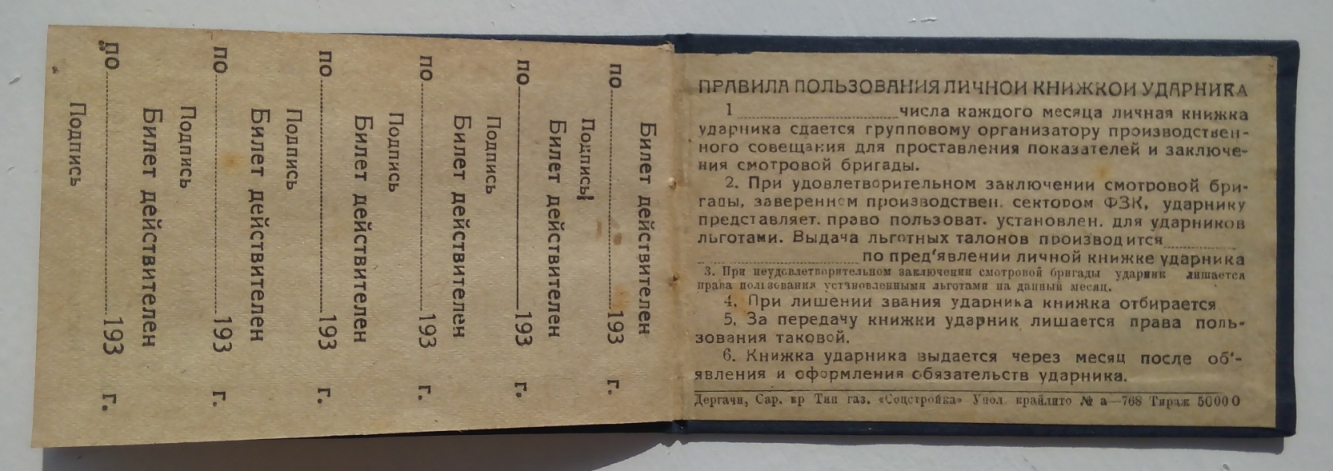 Билет действителен
по 193 г.
Подпись
Билет действителен
по 193 г.
Подпись
Билет действителен
по 193 г.
Подпись
Билет действителен
по 193 г.
Подпись
Билет действителен
по 193 г.
Подпись
Билет действителен
по 193 г.
Подпись
ПРАВИЛА ПОЛЬЗОВАНИЯ ЛИЧНОЙ КНИЖКОЙ УДАРНИКА
1 числа каждого месяца личная книжка
ударника сдается групповому организатору производствен-
ного совещания для проставления показателей и заключе-
ния смотровой бригады.
2. При удовлетворительном заключении смотровой бри-
гады, заверенном производствен. сектором ФЗК, ударнику
представляет. право пользоват. установлен. для ударников
льготами. Выдача льготных талонов производится
по пред'явлении личной книжке ударника
3. При неудовлетворительном заключении смотровой бригады ударник лишается
права пользования установленными льготами на данный месяц.
4. При лишении звания ударника книжка отбирается
5. За передачу книжки ударник лишается права поль-
зования таковой.
6. Книжка ударника выдается через месяц после об'-
явления и оформления обязательств ударника.
Дергачи, Сар. кр Тип газ. «Соцстройка» Упол. крайлито № а—768 Тираж 50000